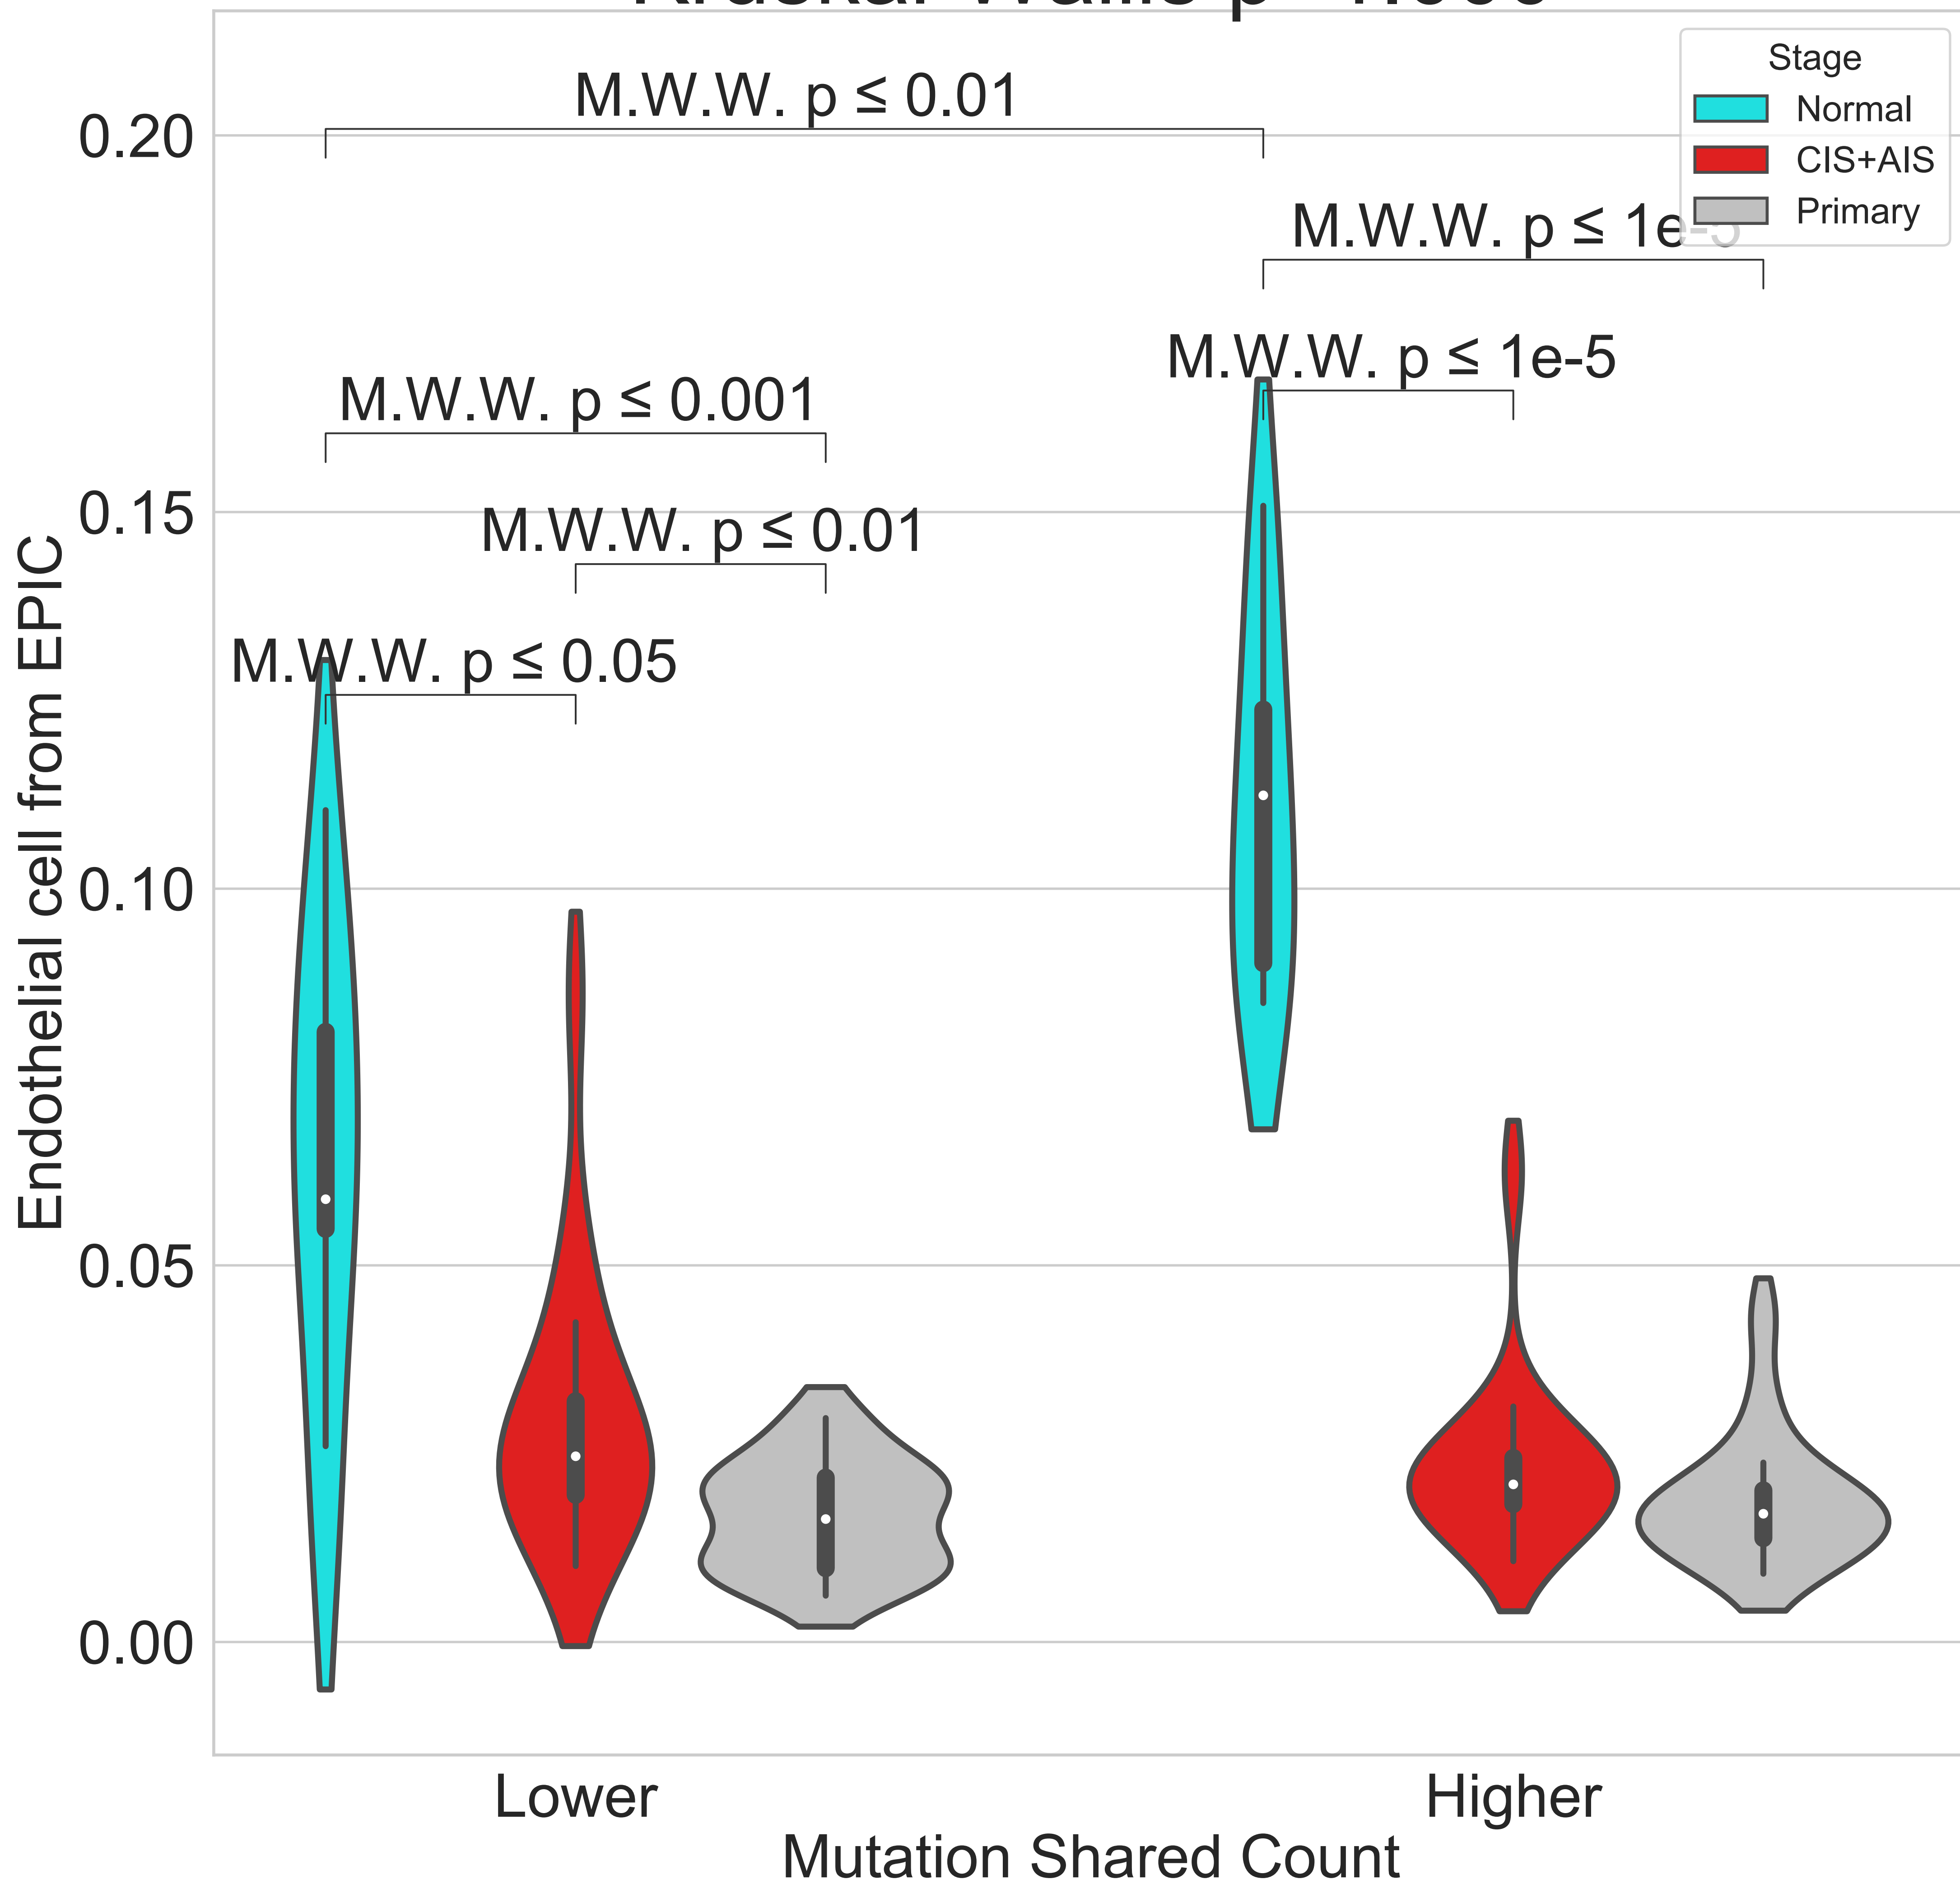 M.W.W. p ≤ 0.01
Stage
Normal
CIS+AIS
Primary
0.20
M.W.W. p ≤ 1e-5
M.W.W. p ≤ 1e-5
M.W.W. p ≤ 0.001
0.15
M.W.W. p ≤ 0.01
M.W.W. p ≤ 0.05
Endothelial cell from EPIC
0.10
0.05
0.00
Lower
Higher
Mutation Shared Count